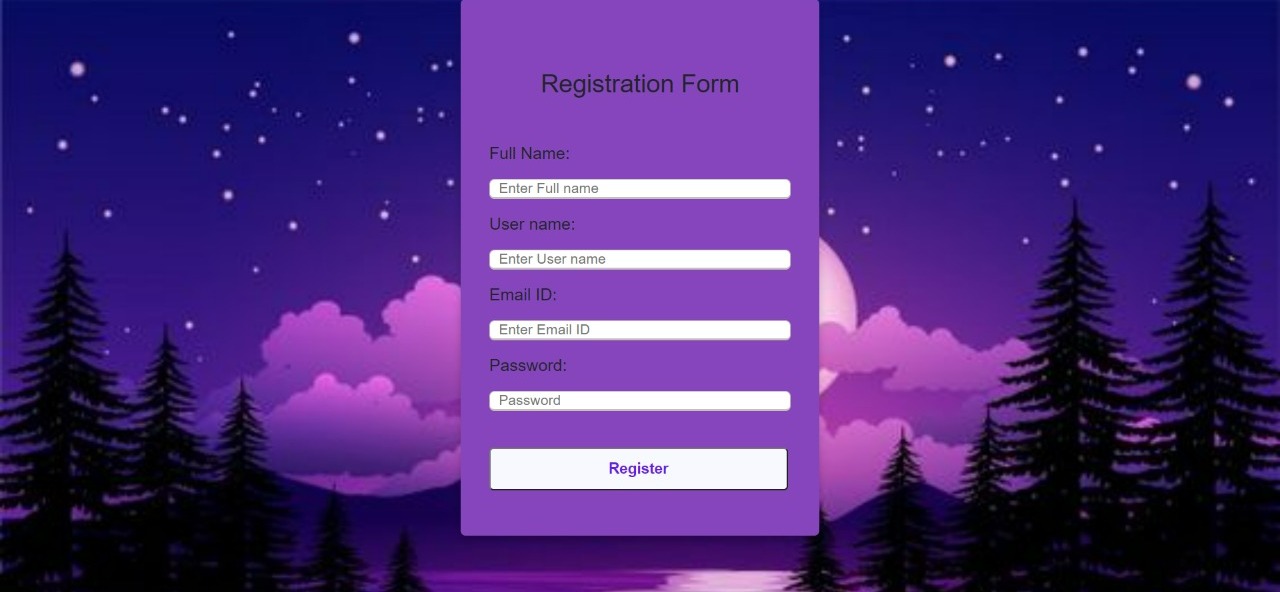 Registration Form
Full Name:
Enter Full name
User name:
Enter User name
Email ID:
Enter Email ID
Password:
Password
Register